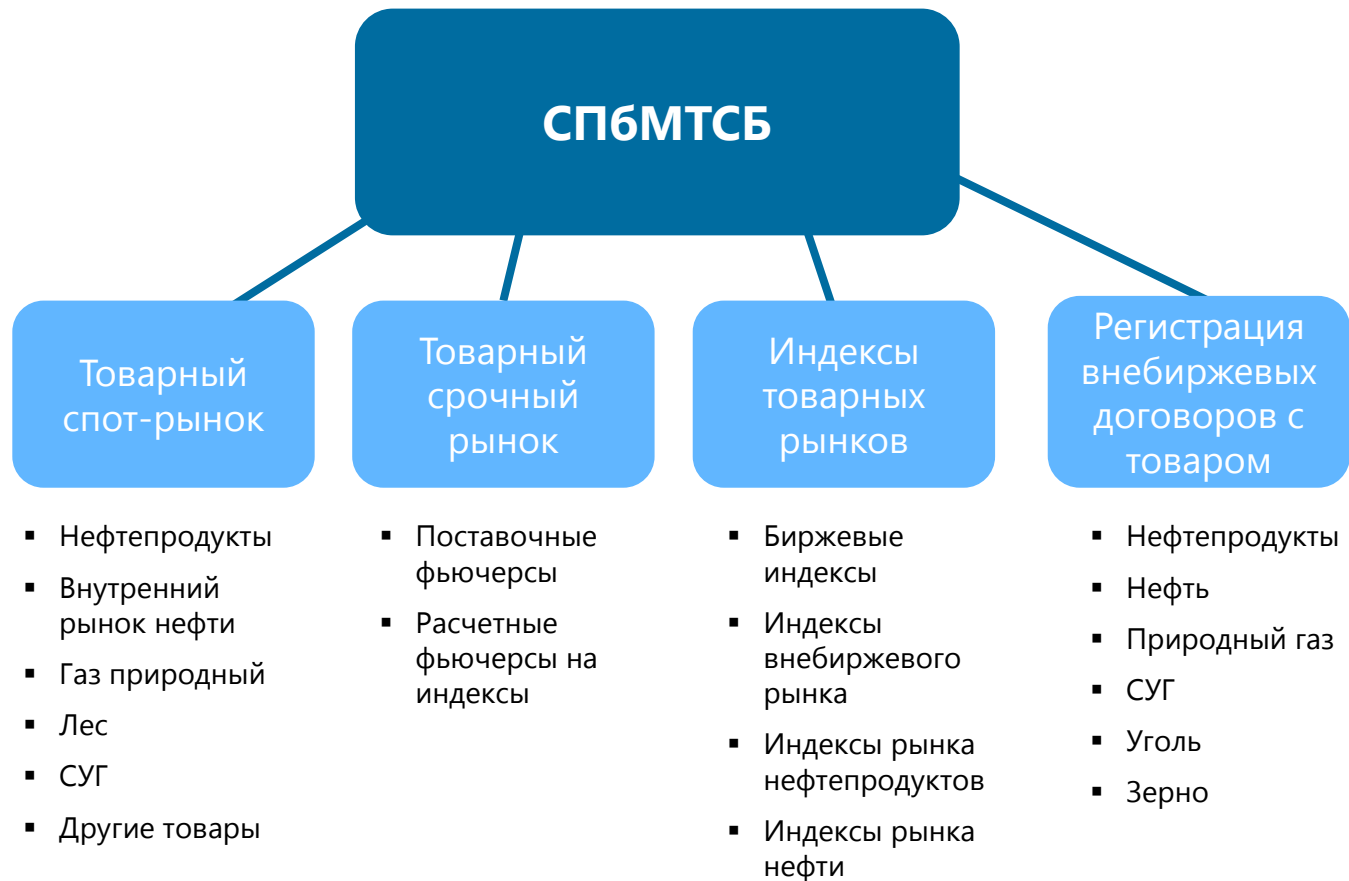 СПбМТСБ
Товарный
спот-рынок
▪ Нефтепродукты
▪ Внутренний
рынок нефти
▪ Газ природный
▪ Лес
▪ СУГ
▪ Другие товары
Товарный
срочный
рынок
▪ Поставочные
фьючерсы
▪ Расчетные
фьючерсы на
индексы
Индексы
товарных
рынков
▪ Биржевые
индексы
▪ Индексы
внебиржевого
рынка
▪ Индексы рынка
нефтепродуктов
▪ Индексы рынка
нефти
Регистрация
внебиржевых
договоров с
товаром
▪ Нефтепродукты
▪ Нефть
▪ Природный газ
▪ СУГ
▪ Уголь
▪ Зерно